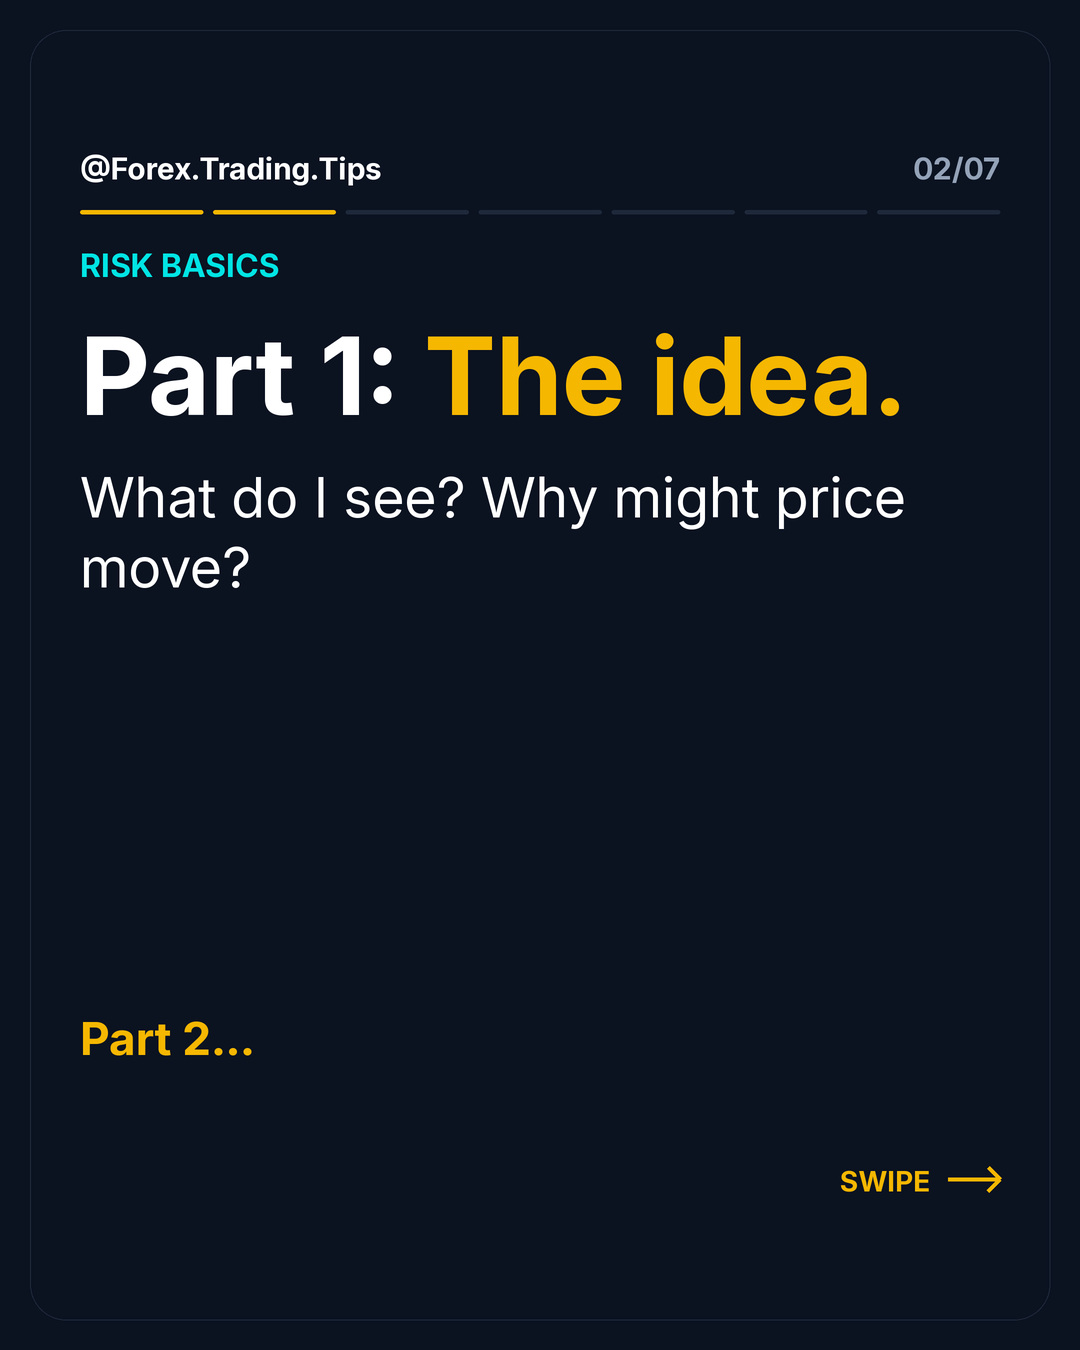 @Forex.Trading.Tips
02/07
RISK BASICS
Part 1: The idea.
What do I see? Why might price
move?
Part 2...
SWIPE